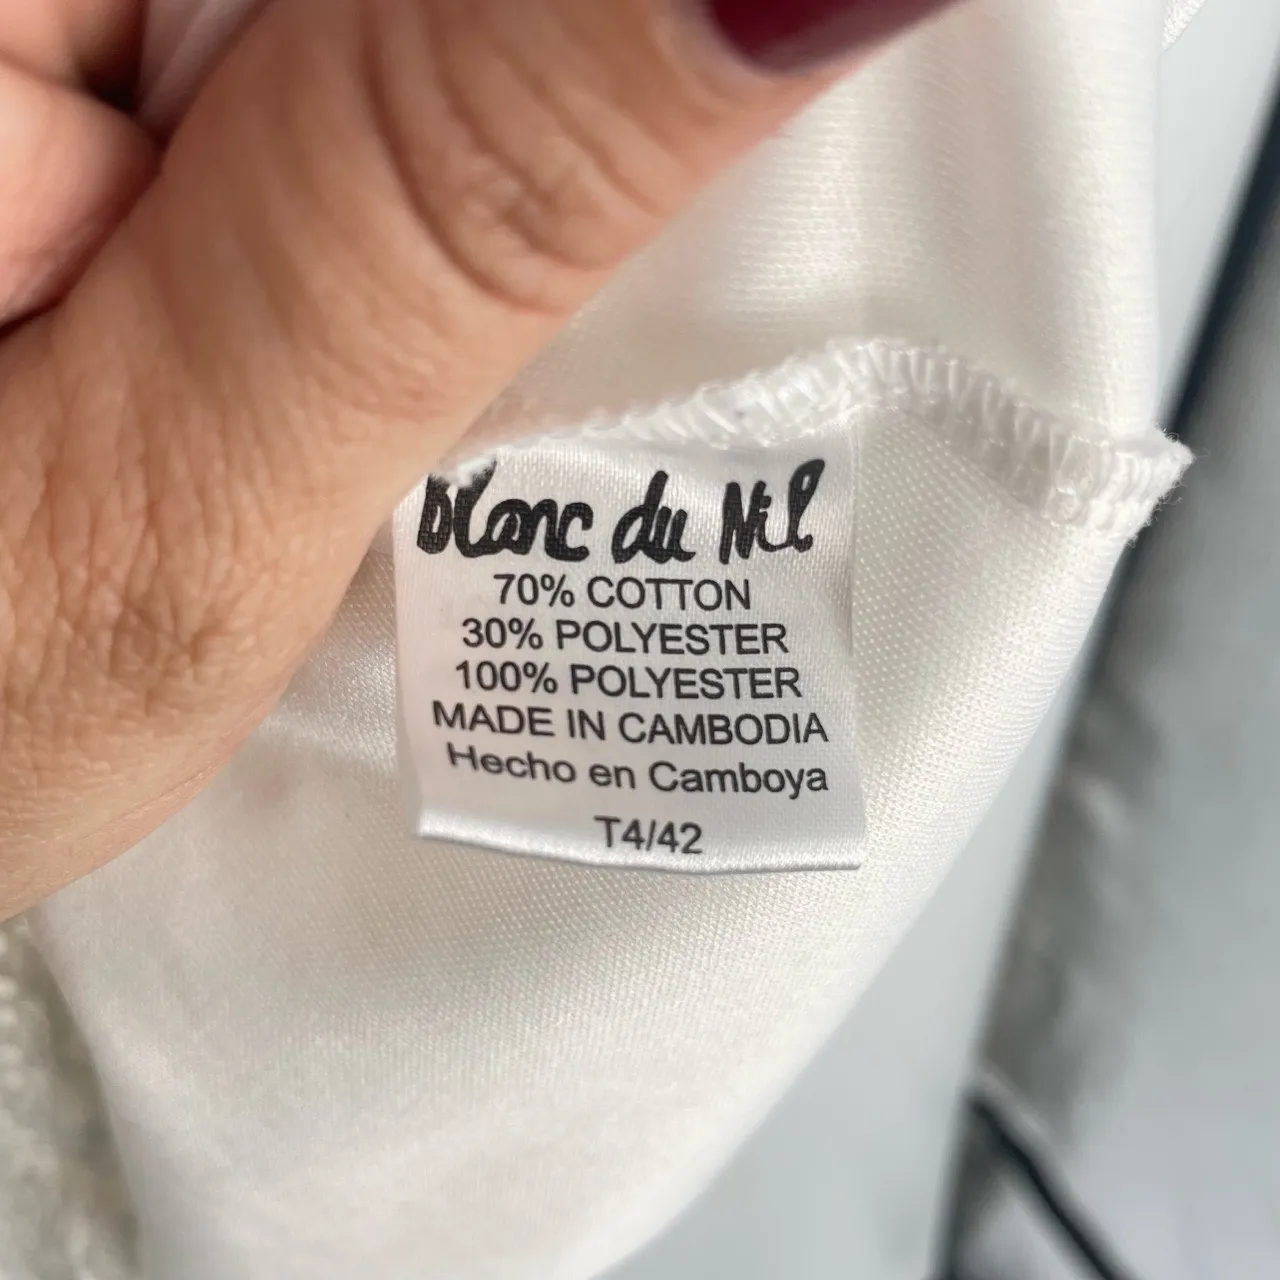 Blanc du Nil
70% COTTON
30% POLYESTER
100% POLYESTER
MADE IN CAMBODIA
Hecho en Camboya
T4/42